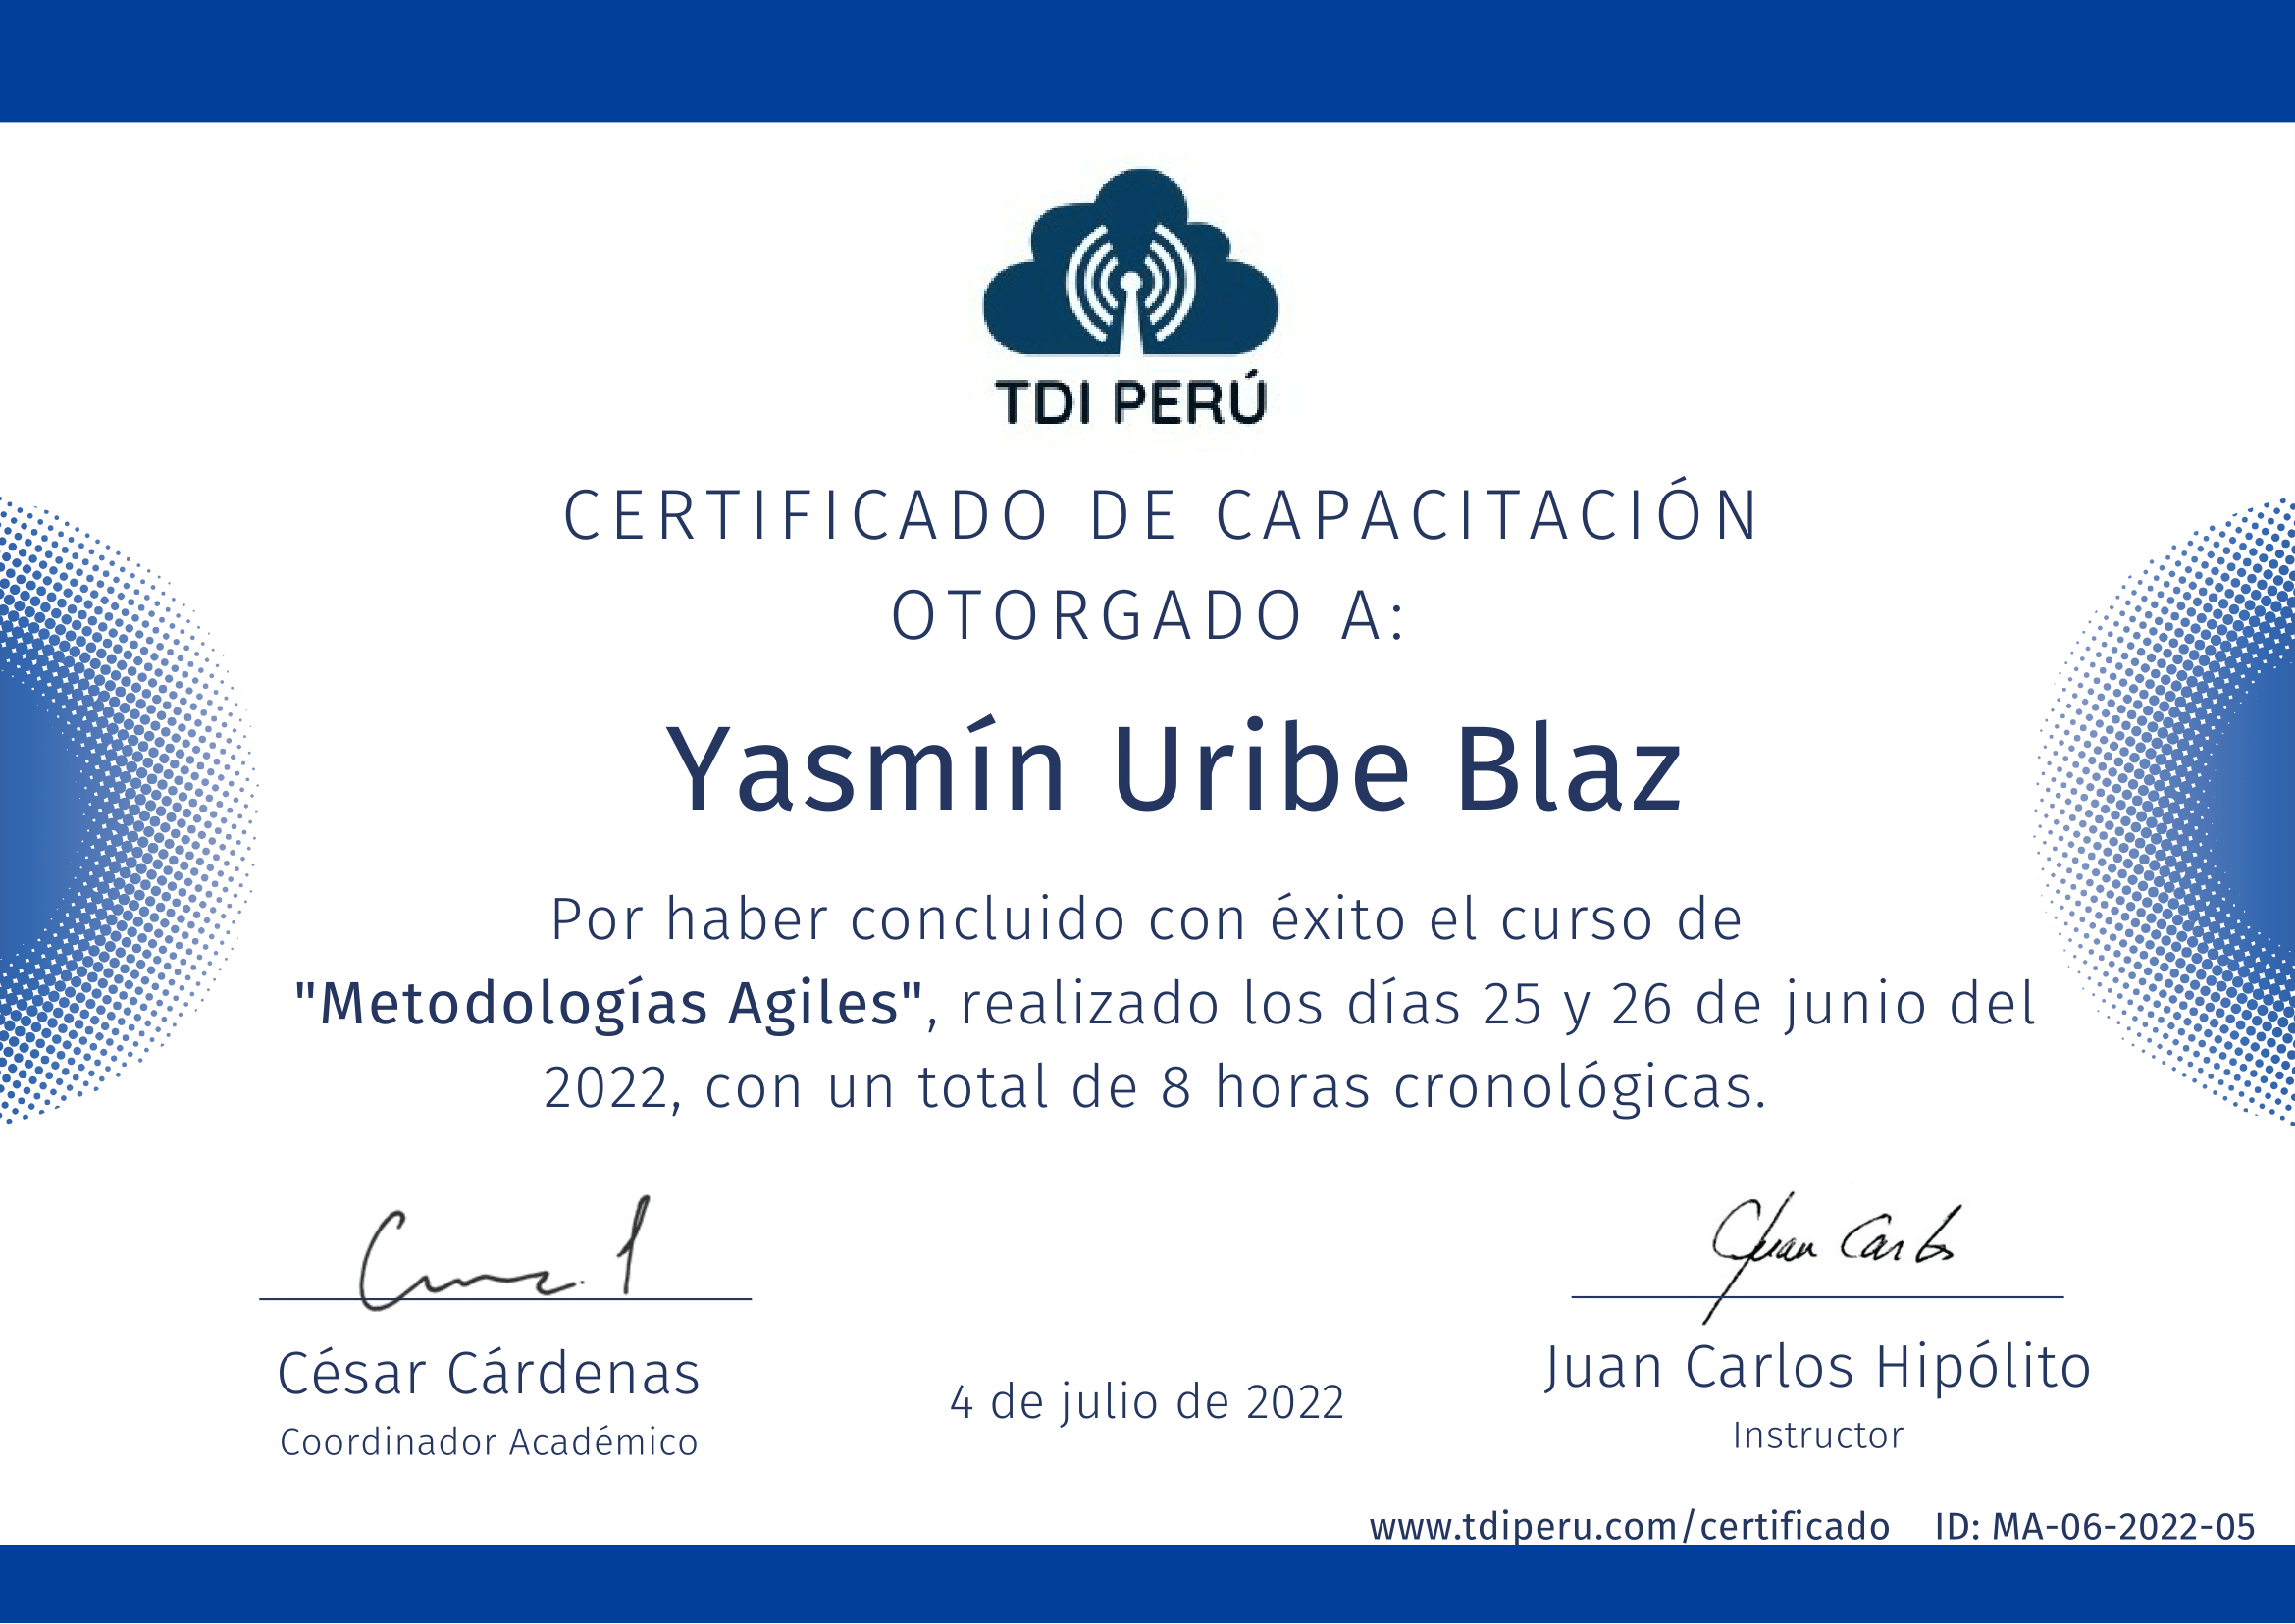 TDI PERÚ
CERTIFICADO DE CAPACITACIÓN
OTORGADO A:
Yasmín Uribe Blaz
Por haber concluido con éxito el curso de
"Metodologías Agiles", realizado los días 25 y 26 de junio del
2022, con un total de 8 horas cronológicas.
Juan Carlos
César Cárdenas
Coordinador Académico
4 de julio de 2022
Juan Carlos Hipólito
Instructor
www.tdiperu.com/certificado ID: MA-06-2022-05